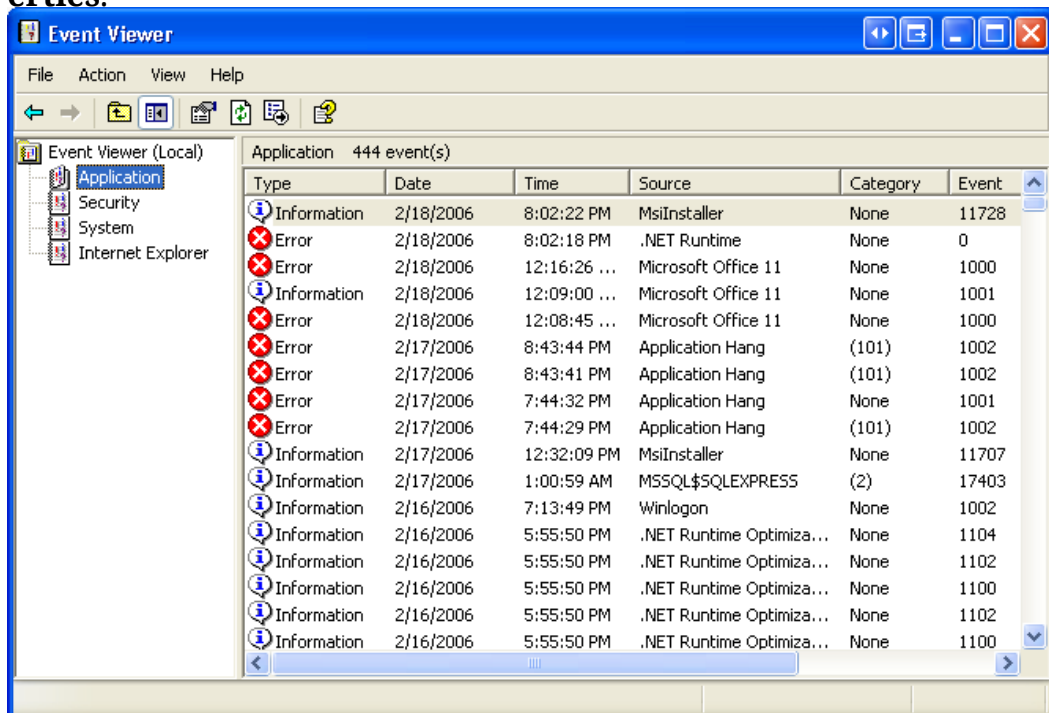 erties.
Event Viewer
File Action View Help
Event Viewer (Local)
Application
Security
System
Internet Explorer
Application 444 event(s)
Type Date Time Source Category Event
Information 2/18/2006 8:02:22 PM MsiInstaller None 11728
Error 2/18/2006 8:02:18 PM .NET Runtime None 0
Error 2/18/2006 12:16:26 ... Microsoft Office 11 None 1000
Information 2/18/2006 12:09:00 ... Microsoft Office 11 None 1001
Error 2/18/2006 12:08:45 ... Microsoft Office 11 None 1000
Error 2/17/2006 8:43:44 PM Application Hang (101) 1002
Error 2/17/2006 8:43:41 PM Application Hang (101) 1002
Error 2/17/2006 7:44:32 PM Application Hang None 1001
Error 2/17/2006 7:44:29 PM Application Hang (101) 1002
Information 2/17/2006 12:32:09 PM MsiInstaller None 11707
Information 2/17/2006 1:00:59 AM MSSQL$SQLEXPRESS (2) 17403
Information 2/16/2006 7:13:49 PM Winlogon None 1002
Information 2/16/2006 5:55:50 PM .NET Runtime Optimiza... None 1104
Information 2/16/2006 5:55:50 PM .NET Runtime Optimiza... None 1102
Information 2/16/2006 5:55:50 PM .NET Runtime Optimiza... None 1100
Information 2/16/2006 5:55:50 PM .NET Runtime Optimiza... None 1102
Information 2/16/2006 5:55:50 PM .NET Runtime Optimiza... None 1100